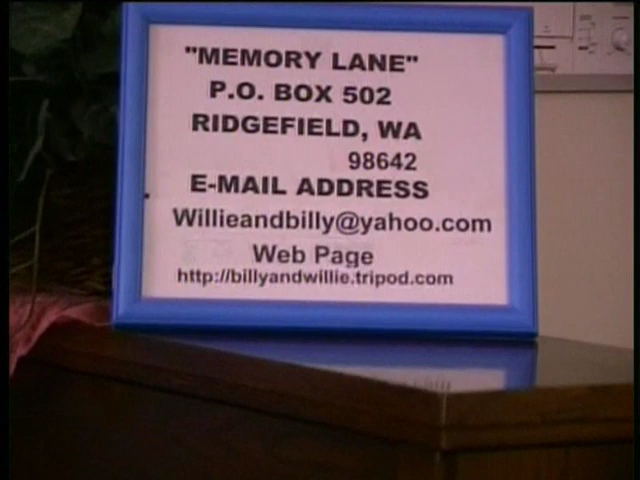 "MEMORY LANE"
P.O. BOX 502
RIDGEFIELD, WA
98642
E-MAIL ADDRESS
Willieandbilly@yahoo.com
Web Page
http://billyandwillie.tripod.com